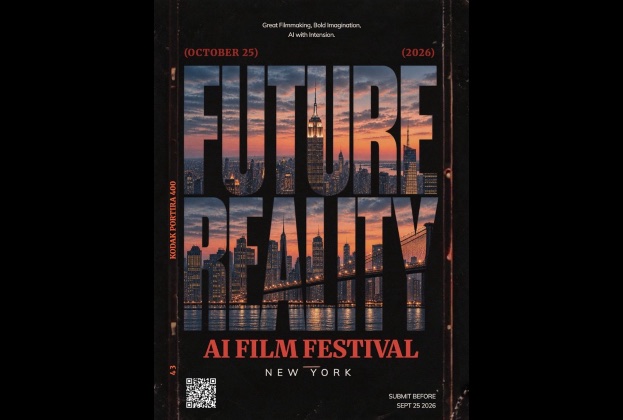 Great Filmmaking, Bold Imagination,
AI with Intension.
(OCTOBER 25)
(2026)
FUTURE
REALITY
KODAK PORTIRA 400
43
AI FILM FESTIVAL
NEW YORK
SUBMIT BEFORE
SEPT 25 2026